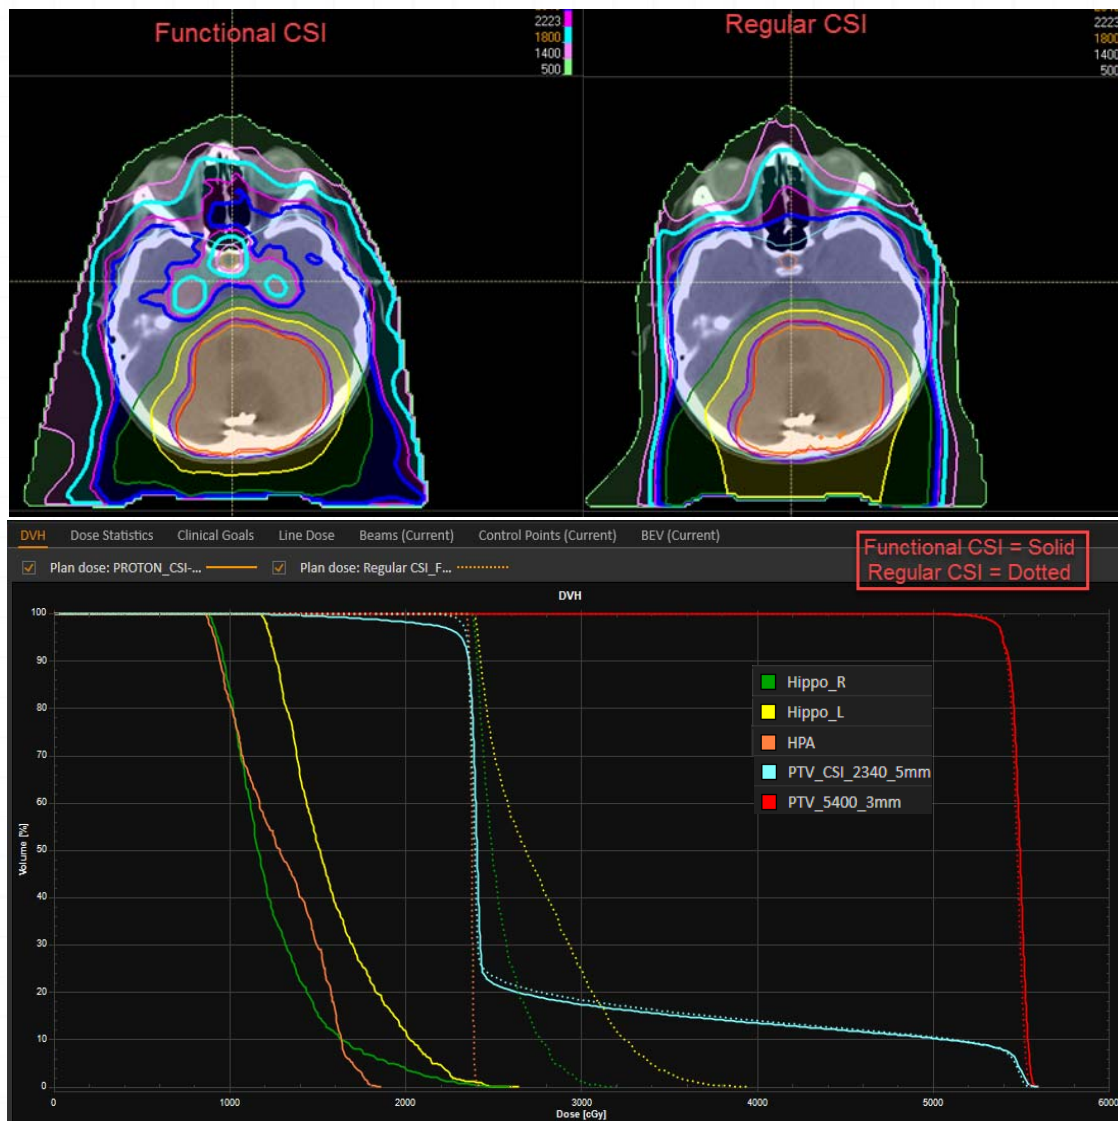 Functional CSI
2223
1800
1400
500
Regular CSI
2223
1800
1400
500
DVH Dose Statistics Clinical Goals Line Dose Beams (Current) Control Points (Current) BEV (Current)
Functional CSI = Solid
Regular CSI = Dotted
Plan dose: PROTON_CSI-... Plan dose: Regular CSI_F...
DVH
100
90
80
70
60
50
40
30
20
10
0
Volume [%]
Hippo_R
Hippo_L
HPA
PTV_CSI_2340_5mm
PTV_5400_3mm
0 1000 2000 3000 4000 5000 6000
Dose [cGy]